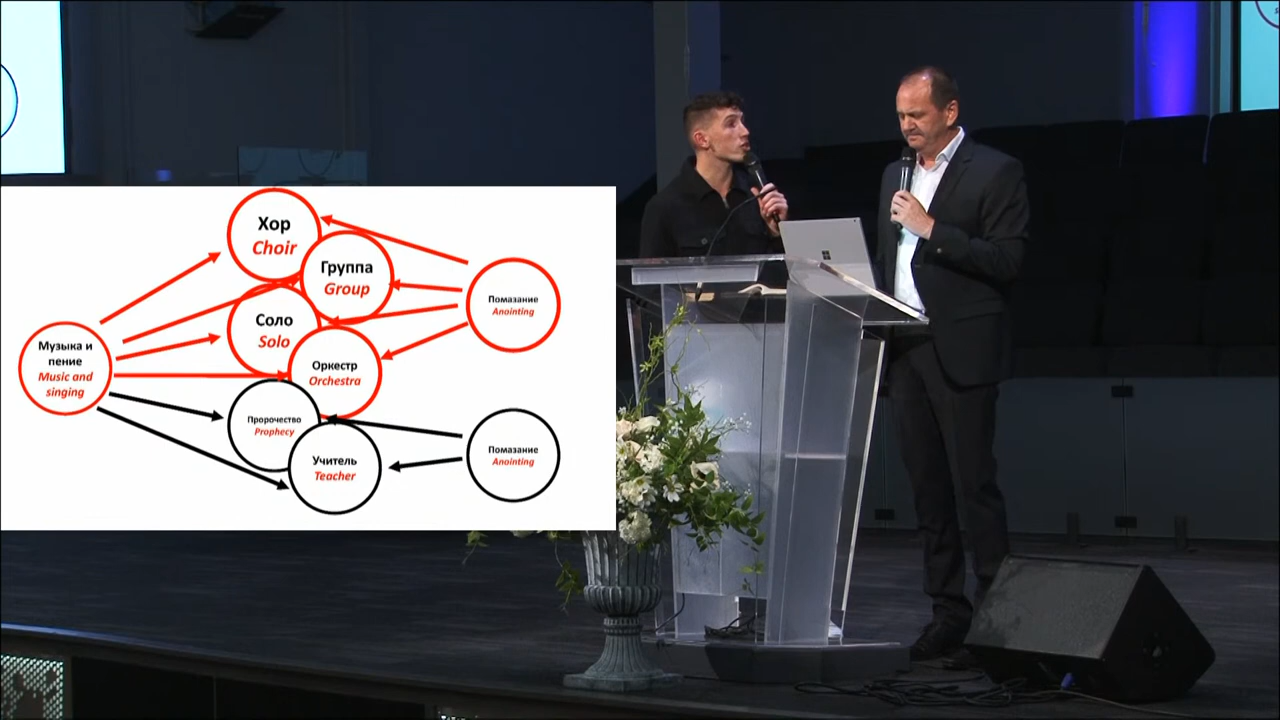 Хор
Choir
Группа
Group
Соло
Solo
Оркестр
Orchestra
Музыка и
пение
Music and
singing
Помазание
Anointing
Пророчество
Prophecy
Учитель
Teacher
Помазание
Anointing